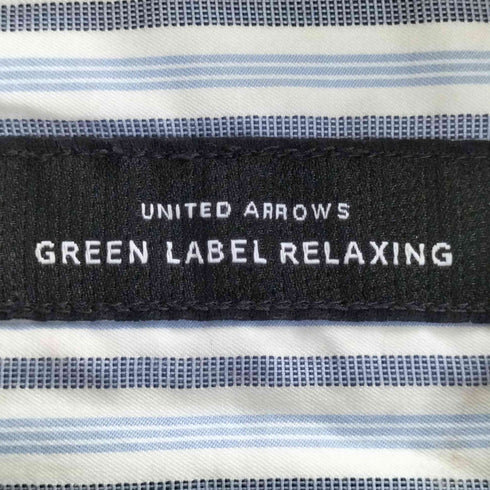 UNITED ARROWS
GREEN LABEL RELAXING